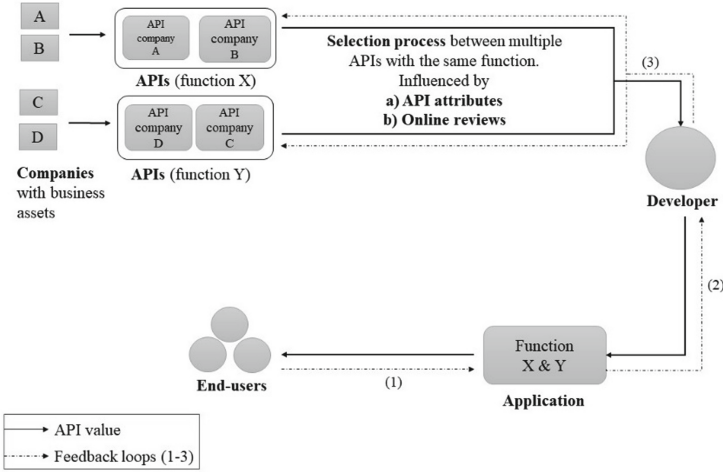 A
B
API
company
A
API
company
B
APIs (function X)
C
D
API
company
D
API
company
C
APIs (function Y)
Companies
with business
assets
Selection process between multiple
APIs with the same function.
Influenced by
a) API attributes
b) Online reviews
(3)
Developer
(2)
Function
X & Y
Application
(1)
End-users
API value
Feedback loops (1-3)